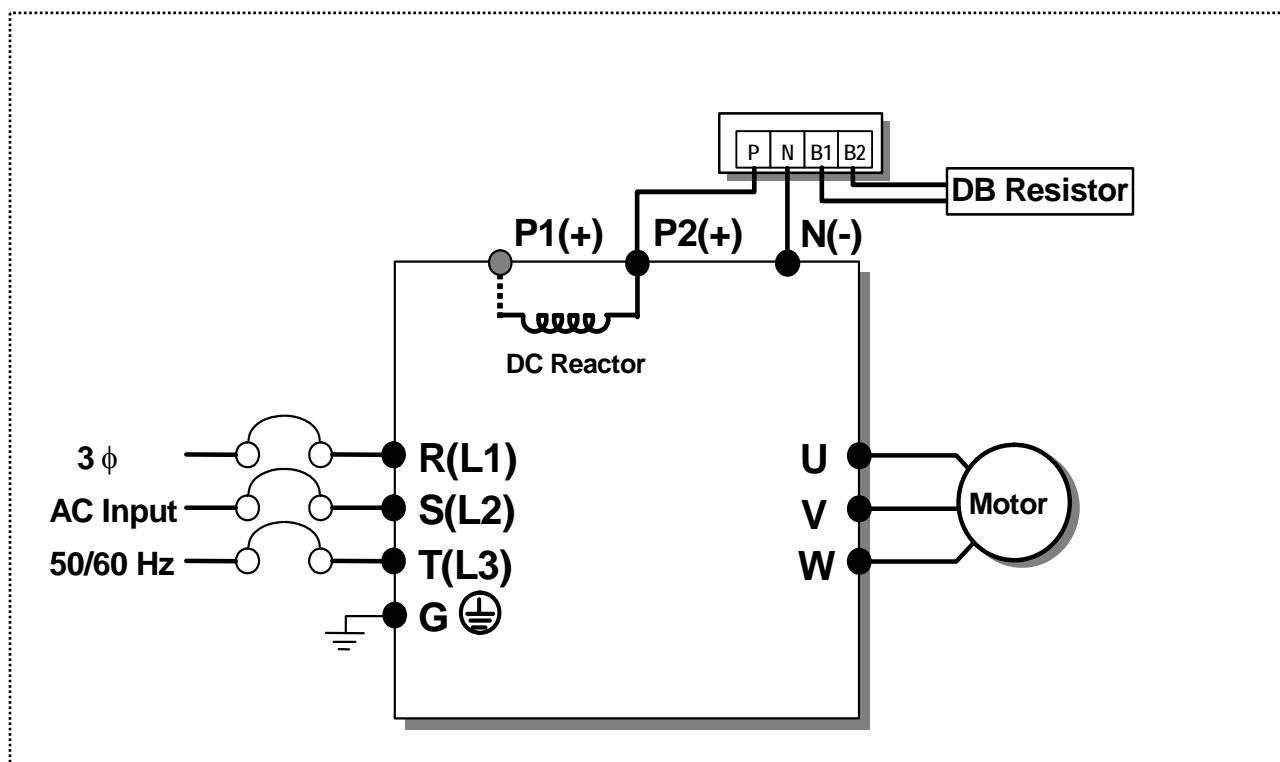 P N B1 B2
DB Resistor
P1(+) P2(+) N(-)
DC Reactor
3 ϕ
R(L1)
U
AC Input
S(L2)
V
Motor
50/60 Hz
T(L3)
W
G